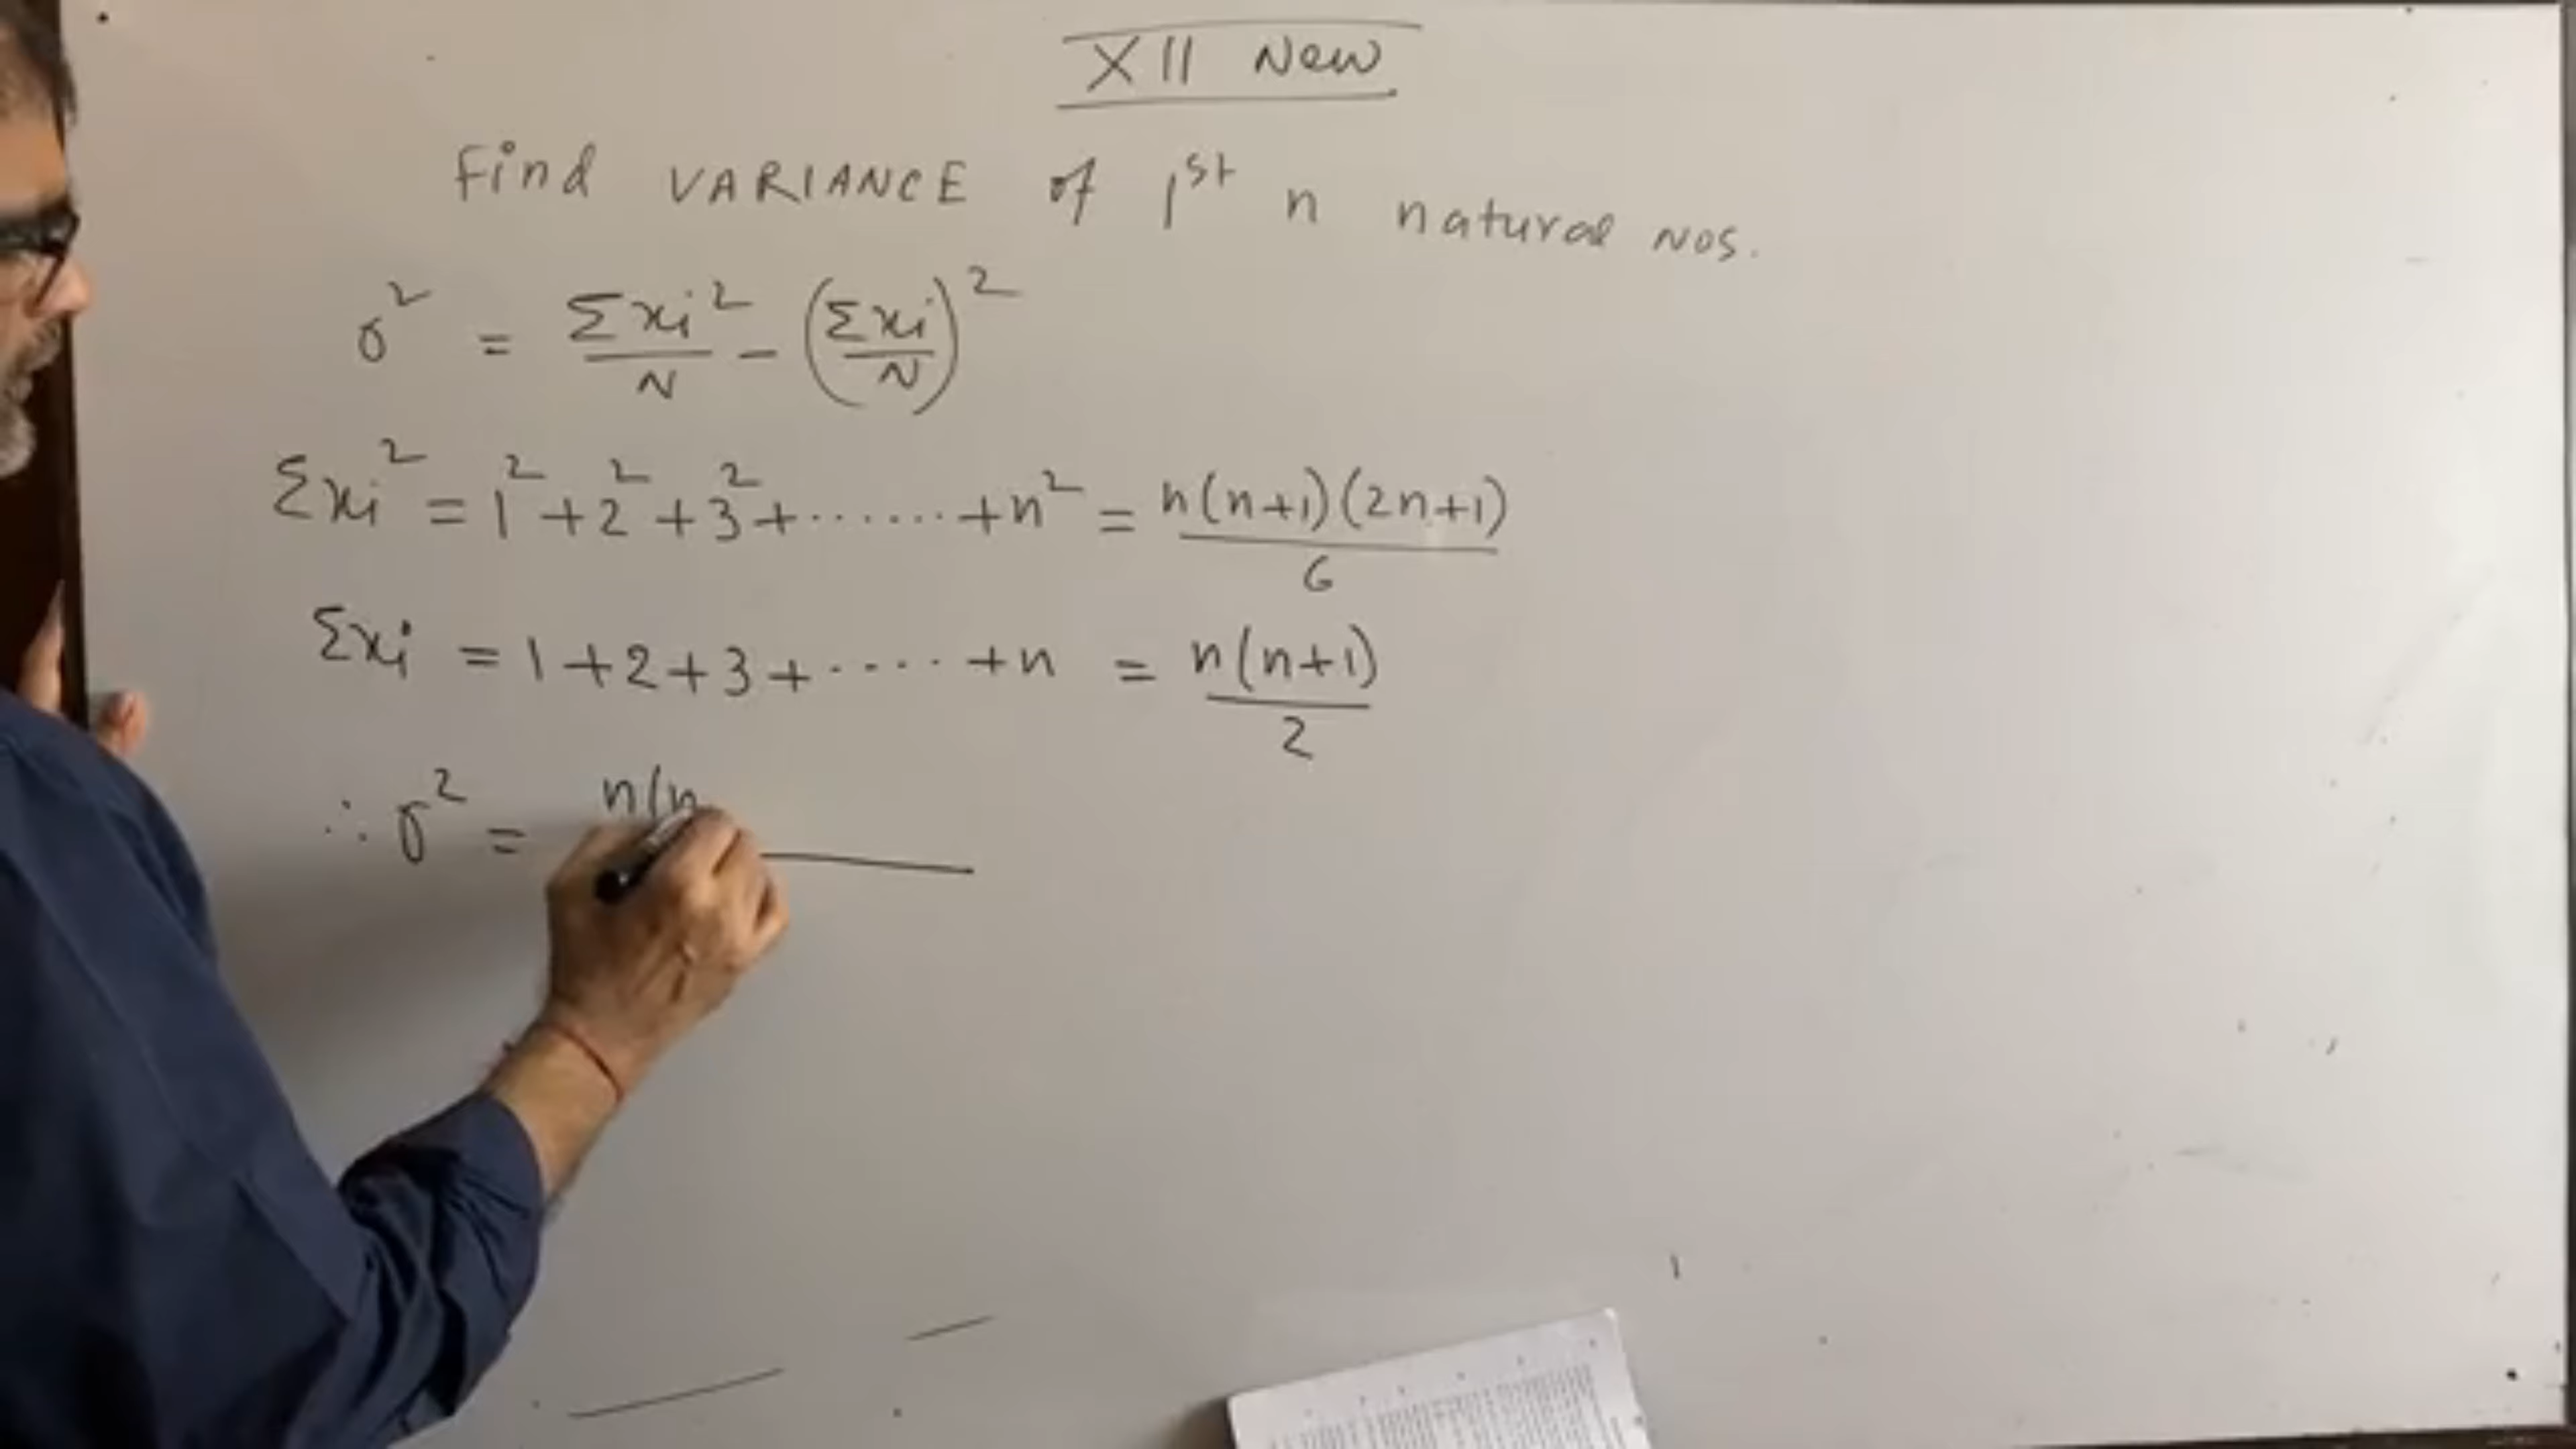 XII New
Find VARIANCE of 1st n natural nos.
σ² = Σxi²/N − (Σxi/N)²
Σxi² = 1²+2²+3²+.......+n² = n(n+1)(2n+1)/6
Σxi = 1+2+3+.....+n = n(n+1)/2
∴ σ² = n(n